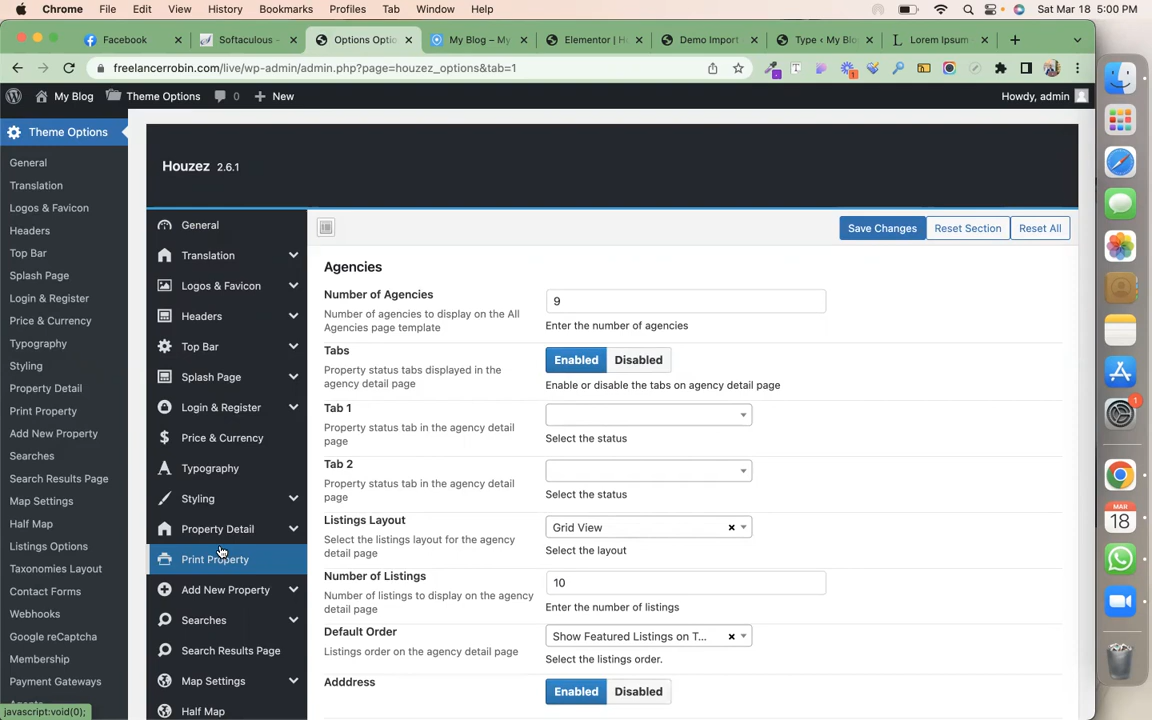 Chrome File Edit View History Bookmarks Profiles Tab Window Help Sat Mar 18 5:00 PM
Facebook Softaculous - Options Optio My Blog – My We Elementor | Ho Demo Import Type ‹ My Blo Lorem Ipsum
freelancerrobin.com/live/wp-admin/admin.php?page=houzez_options&tab=1
My Blog Theme Options 0 New Howdy, admin
Theme Options
General
Translation
Logos & Favicon
Headers
Top Bar
Splash Page
Login & Register
Price & Currency
Typography
Styling
Property Detail
Print Property
Add New Property
Searches
Search Results Page
Map Settings
Half Map
Listings Options
Taxonomies Layout
Contact Forms
Webhooks
Google reCaptcha
Membership
Payment Gateways
javascript:void(0);
Houzez 2.6.1
General
Translation
Logos & Favicon
Headers
Top Bar
Splash Page
Login & Register
Price & Currency
Typography
Styling
Property Detail
Print Property
Add New Property
Searches
Search Results Page
Map Settings
Half Map
Save Changes Reset Section Reset All
Agencies
Number of Agencies
Number of agencies to display on the All
Agencies page template
9
Enter the number of agencies
Tabs
Property status tabs displayed in the
agency detail page
Enabled Disabled
Enable or disable the tabs on agency detail page
Tab 1
Property status tab in the agency detail
page
Select the status
Tab 2
Property status tab in the agency detail
page
Select the status
Listings Layout
Select the listings layout for the agency
detail page
Grid View
Select the layout
Number of Listings
Number of listings to display on the agency
detail page
10
Enter the number of listings
Default Order
Listings order on the agency detail page
Show Featured Listings on T...
Select the listings order.
Adddress
Enabled Disabled
1
1
MAR
18